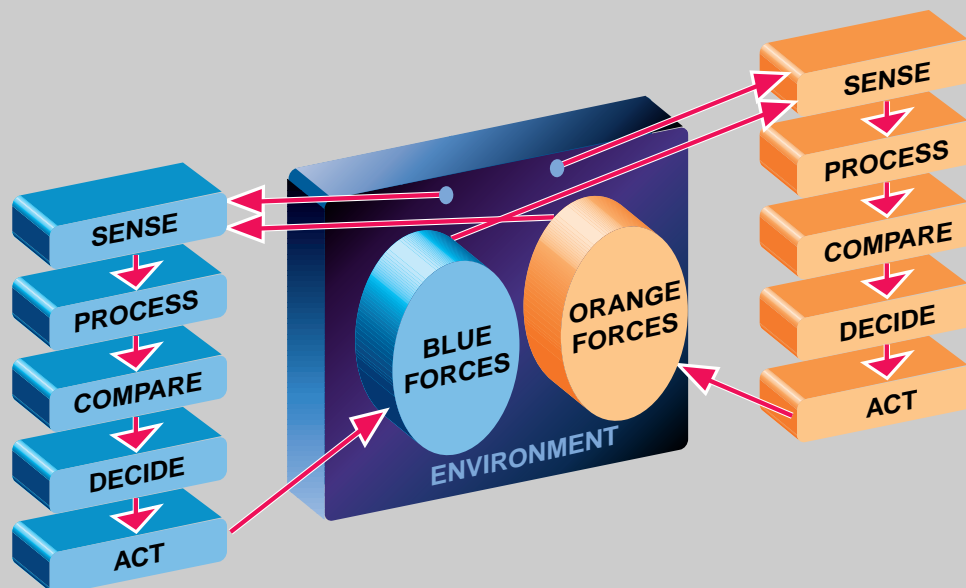 SENSE
PROCESS
COMPARE
DECIDE
ACT
BLUE
FORCES
ORANGE
FORCES
ENVIRONMENT
SENSE
PROCESS
COMPARE
DECIDE
ACT